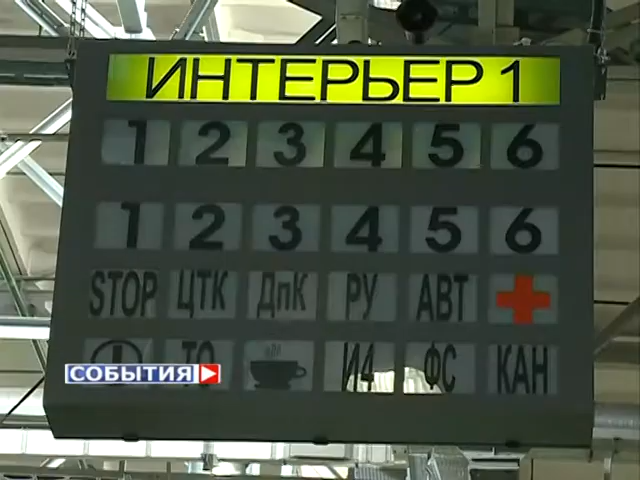 ИНТЕРЬЕР 1
1 2 3 4 5 6
1 2 3 4 5 6
STOP ЦТК ДпК РУ АВТ
ТО И4 ФС КАН
СОБЫТИЯ